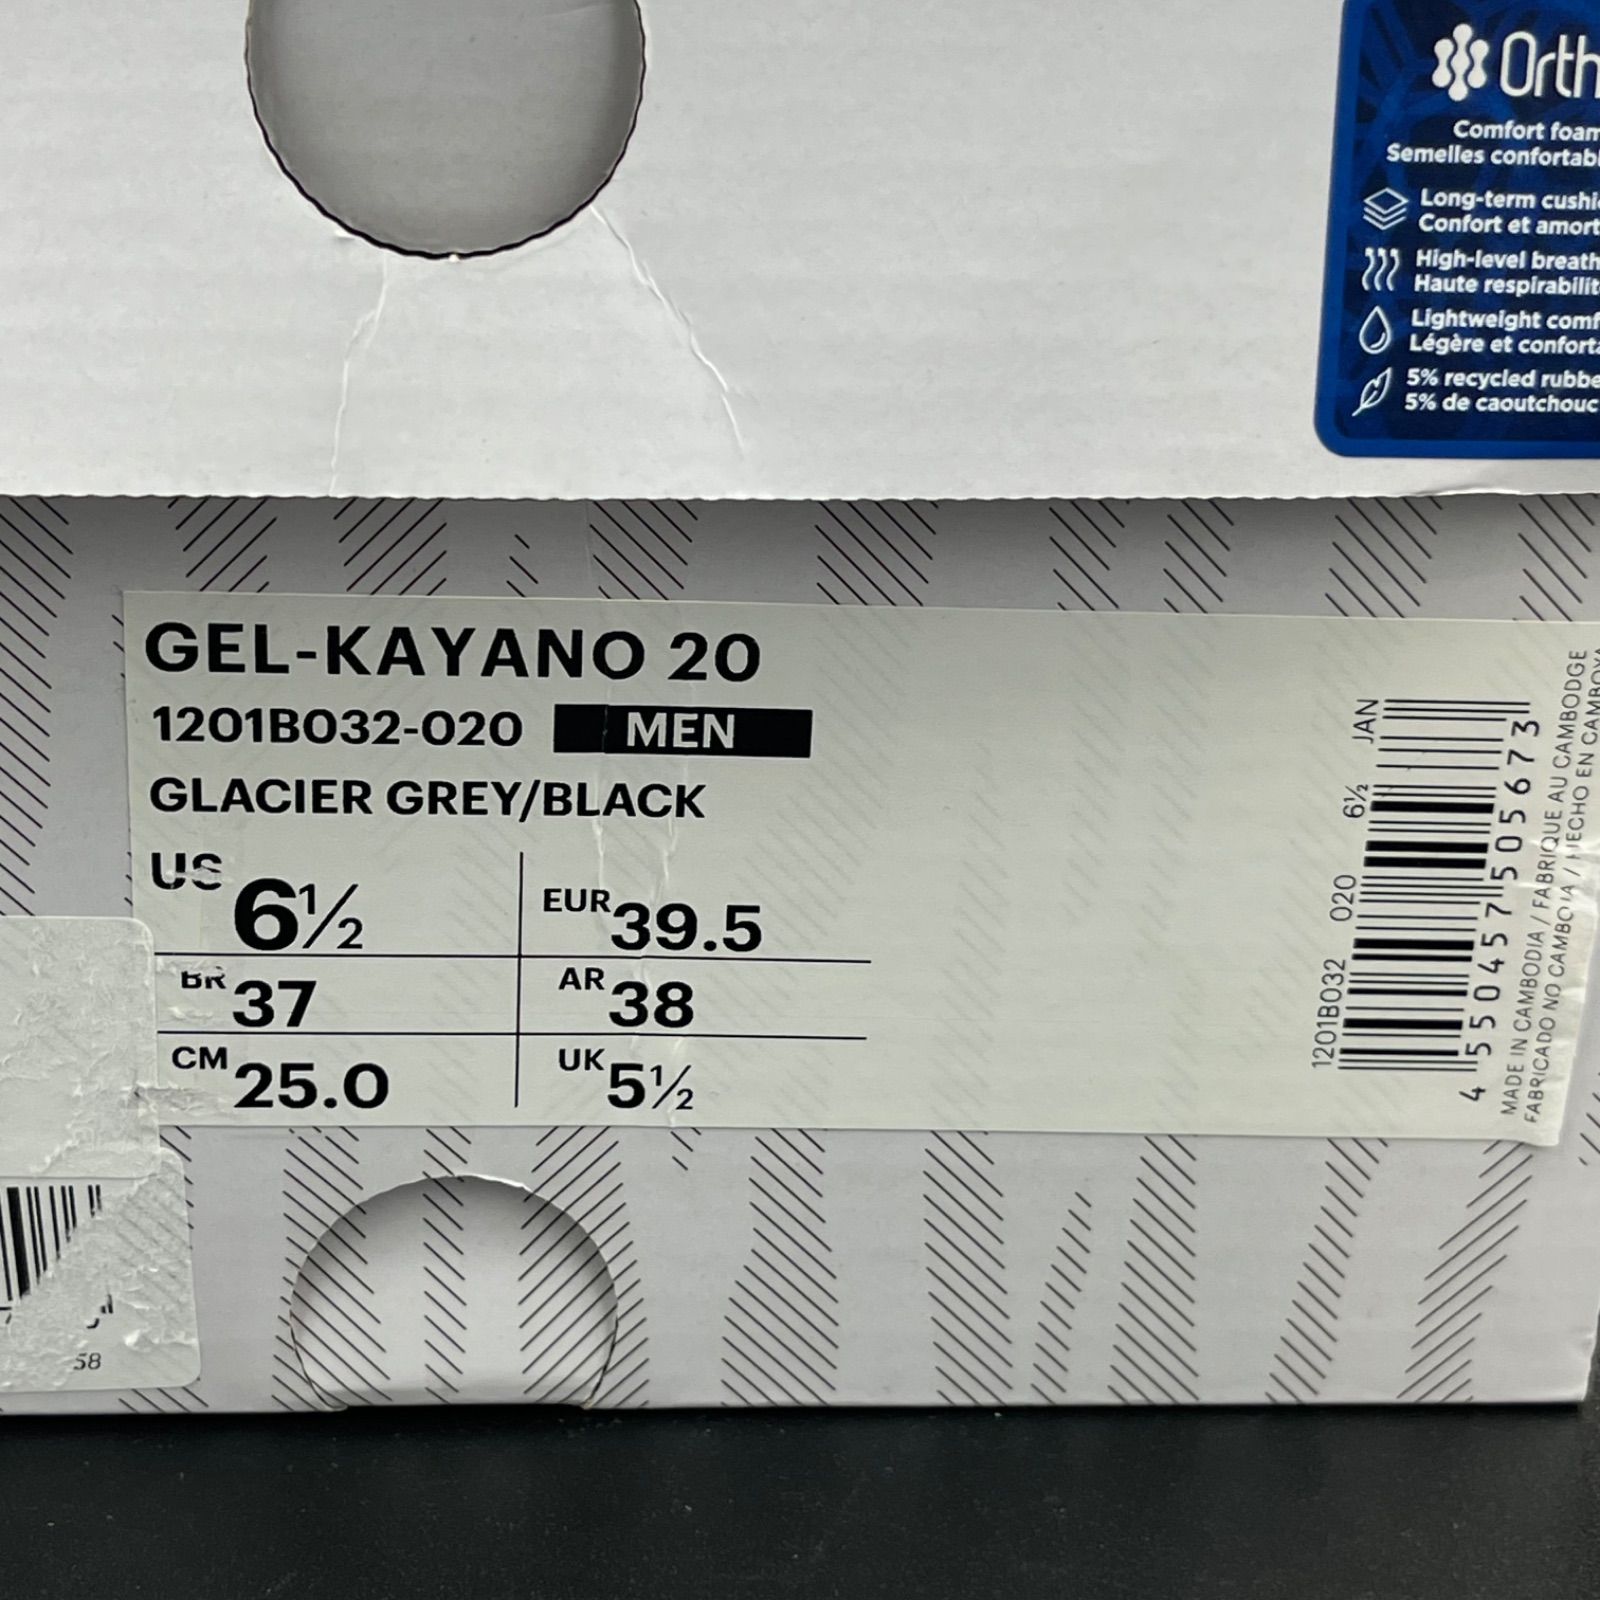 Orth
Comfort foam
Semelles confortabl
Long-term cushi
Confort et amort
High-level breath
Haute respirabilit
Lightweight comf
Légère et conforta
5% recycled rubbe
5% de caoutchouc
GEL-KAYANO 20
1201B032-020 MEN
GLACIER GREY/BLACK
US 6½ EUR 39.5
BR 37 AR 38
CM 25.0 UK 5½
1201B032 020 6½ JAN
4 550457 505673
MADE IN CAMBODIA / FABRIQUE AU CAMBODGE
FABRICADO NO CAMBOJA / HECHO EN CAMBOYA
58